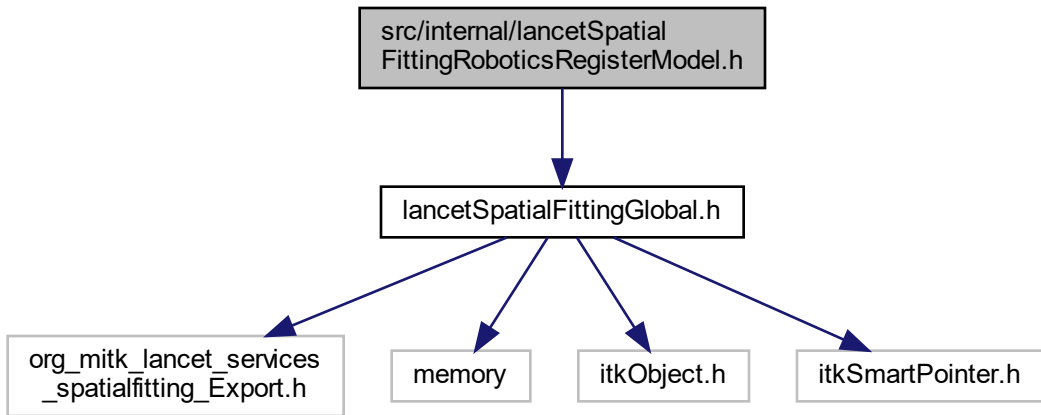 src/internal/lancetSpatial
FittingRoboticsRegisterModel.h
lancetSpatialFittingGlobal.h
org_mitk_lancet_services
_spatialfitting_Export.h
memory
itkObject.h
itkSmartPointer.h